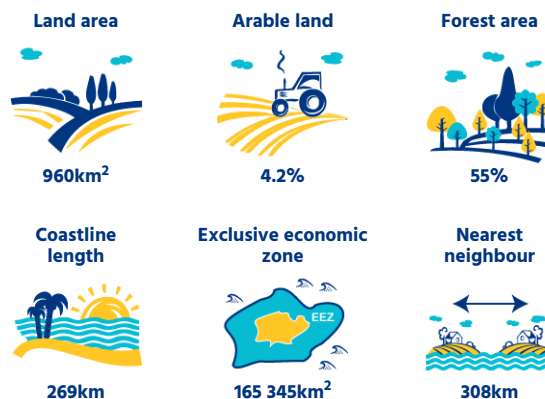 Land area
Arable land
Forest area
960km²
4.2%
55%
Coastline
length
Exclusive economic
zone
Nearest
neighbour
EEZ
269km
165 345km²
308km